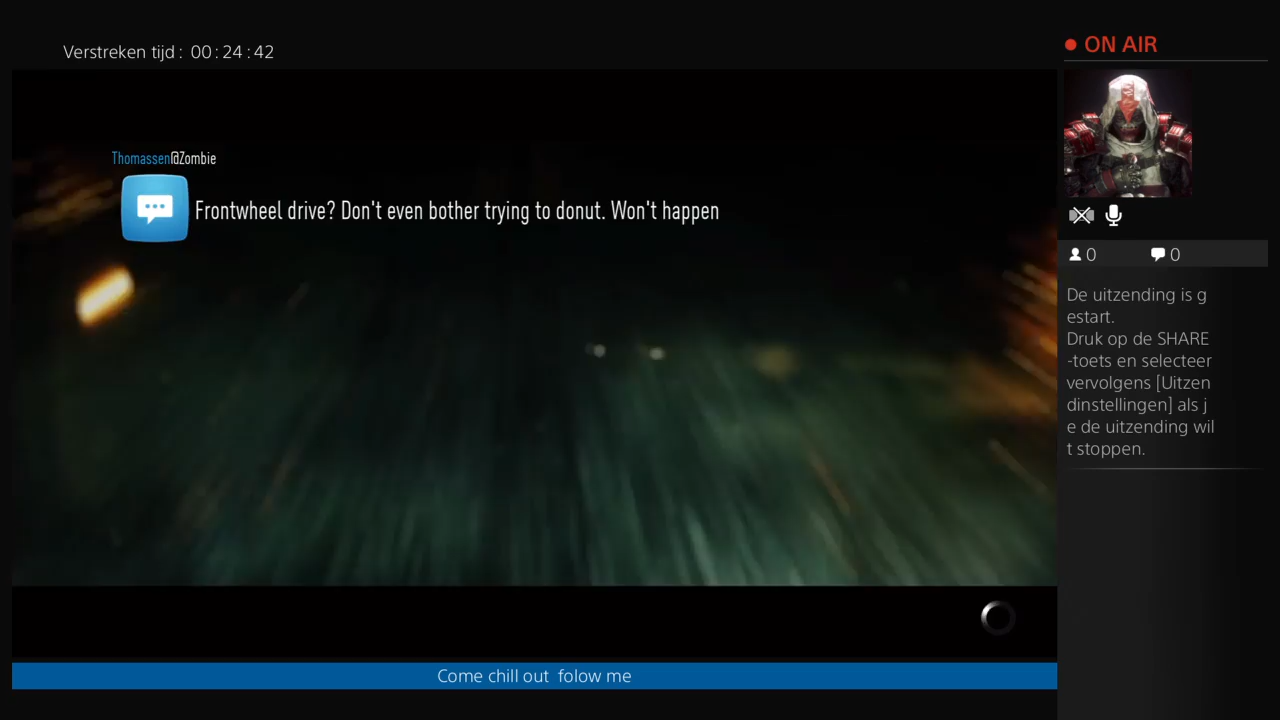 Verstreken tijd : 00 : 24 : 42
ON AIR
Thomassen@Zombie
Frontwheel drive? Don't even bother trying to donut. Won't happen
0 0
De uitzending is g
estart.
Druk op de SHARE
-toets en selecteer
vervolgens [Uitzen
dinstellingen] als j
e de uitzending wil
t stoppen.
Come chill out  folow me